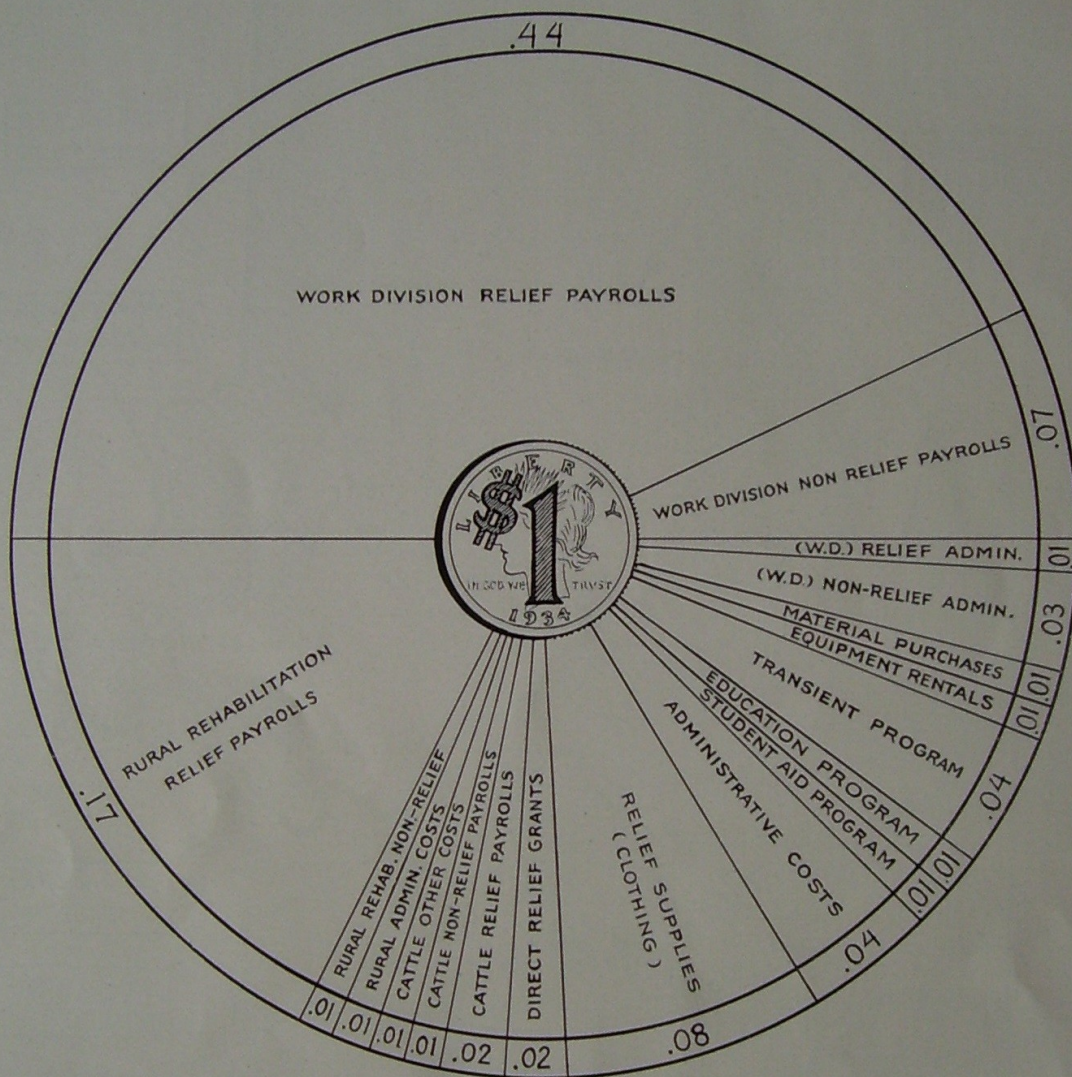 .44
WORK DIVISION RELIEF PAYROLLS
.07
WORK DIVISION NON RELIEF PAYROLLS
(W.D.) RELIEF ADMIN.
.01
(W.D.) NON-RELIEF ADMIN.
.03
MATERIAL PURCHASES
.01
EQUIPMENT RENTALS
.01
TRANSIENT PROGRAM
.04
EDUCATION PROGRAM
.01
STUDENT AID PROGRAM
.01
ADMINISTRATIVE COSTS
.04
RELIEF SUPPLIES
(CLOTHING)
.08
DIRECT RELIEF GRANTS
.02
CATTLE RELIEF PAYROLLS
.02
CATTLE NON-RELIEF PAYROLLS
.01
CATTLE OTHER COSTS
.01
RURAL ADMIN. COSTS
.01
RURAL REHAB. NON-RELIEF
.01
RURAL REHABILITATION
RELIEF PAYROLLS
.17
LIBERTY
$1
IN GOD WE TRVST
1934